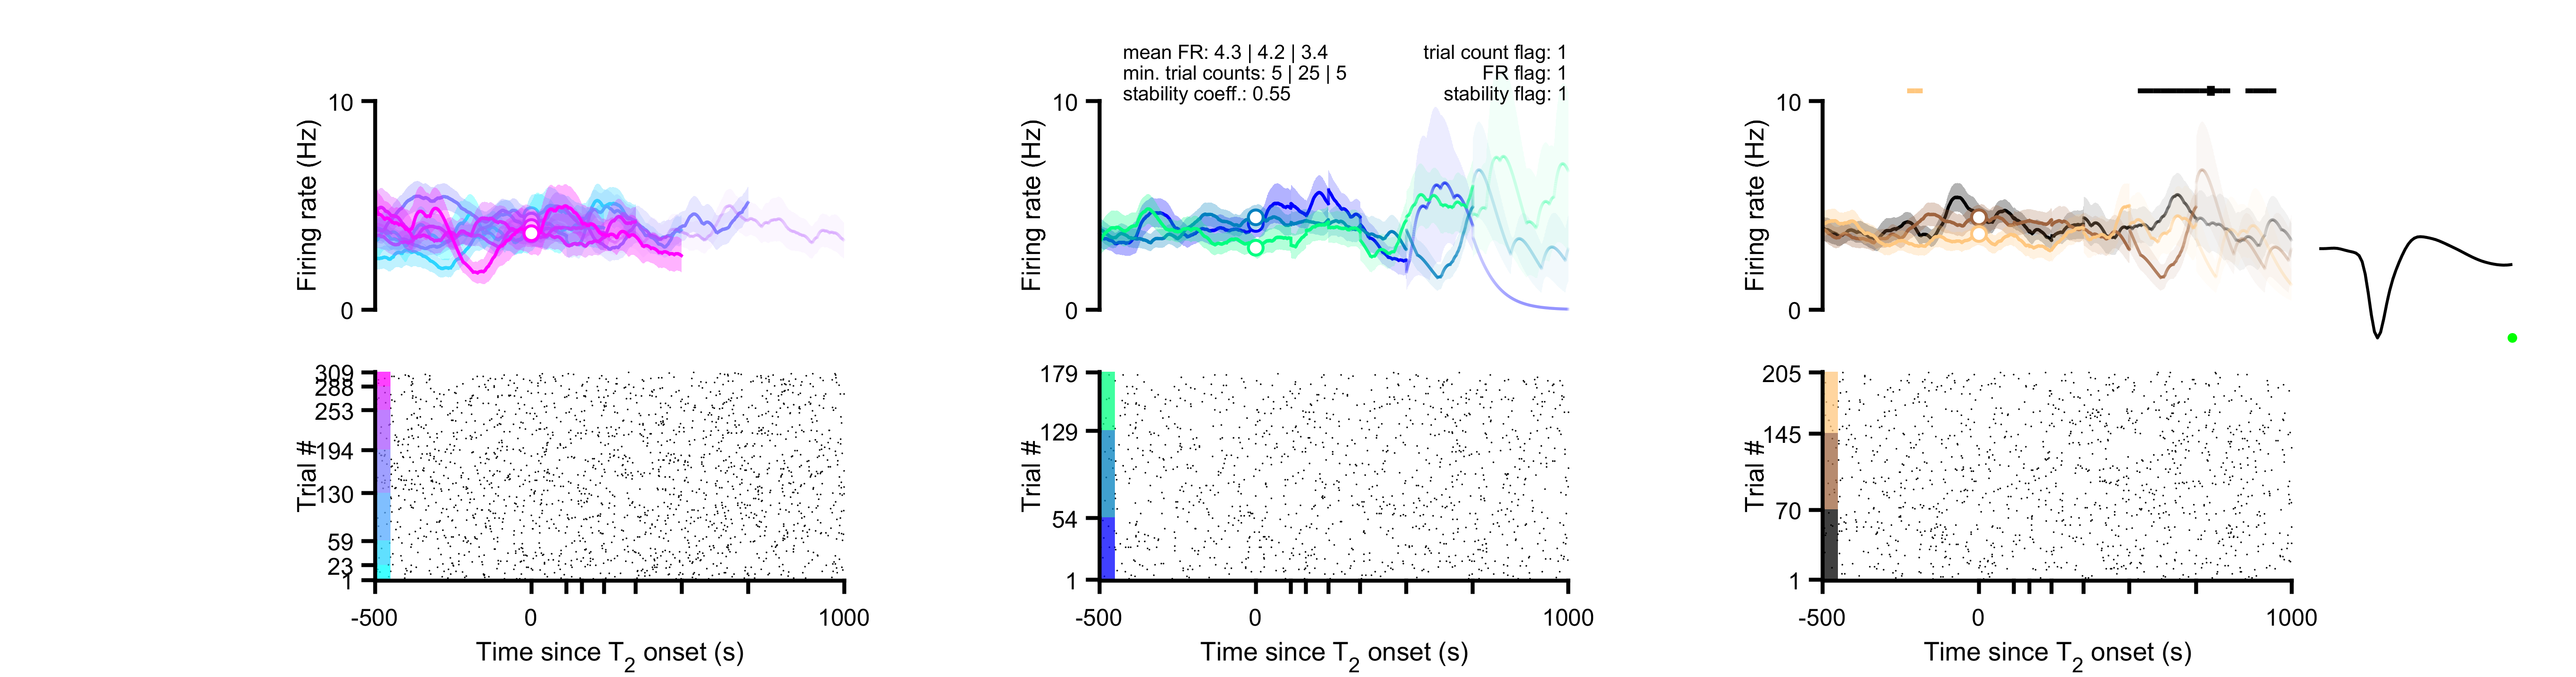 mean FR: 4.3 | 4.2 | 3.4
min. trial counts: 5 | 25 | 5
stability coeff.: 0.55
trial count flag: 1
FR flag: 1
stability flag: 1
10
Firing rate (Hz)
0
10
Firing rate (Hz)
0
10
Firing rate (Hz)
0
309
288
253
194
130
59
23
1
Trial #
-500
0
1000
Time since T2 onset (s)
179
129
54
1
Trial #
-500
0
1000
Time since T2 onset (s)
205
145
70
1
Trial #
-500
0
1000
Time since T2 onset (s)